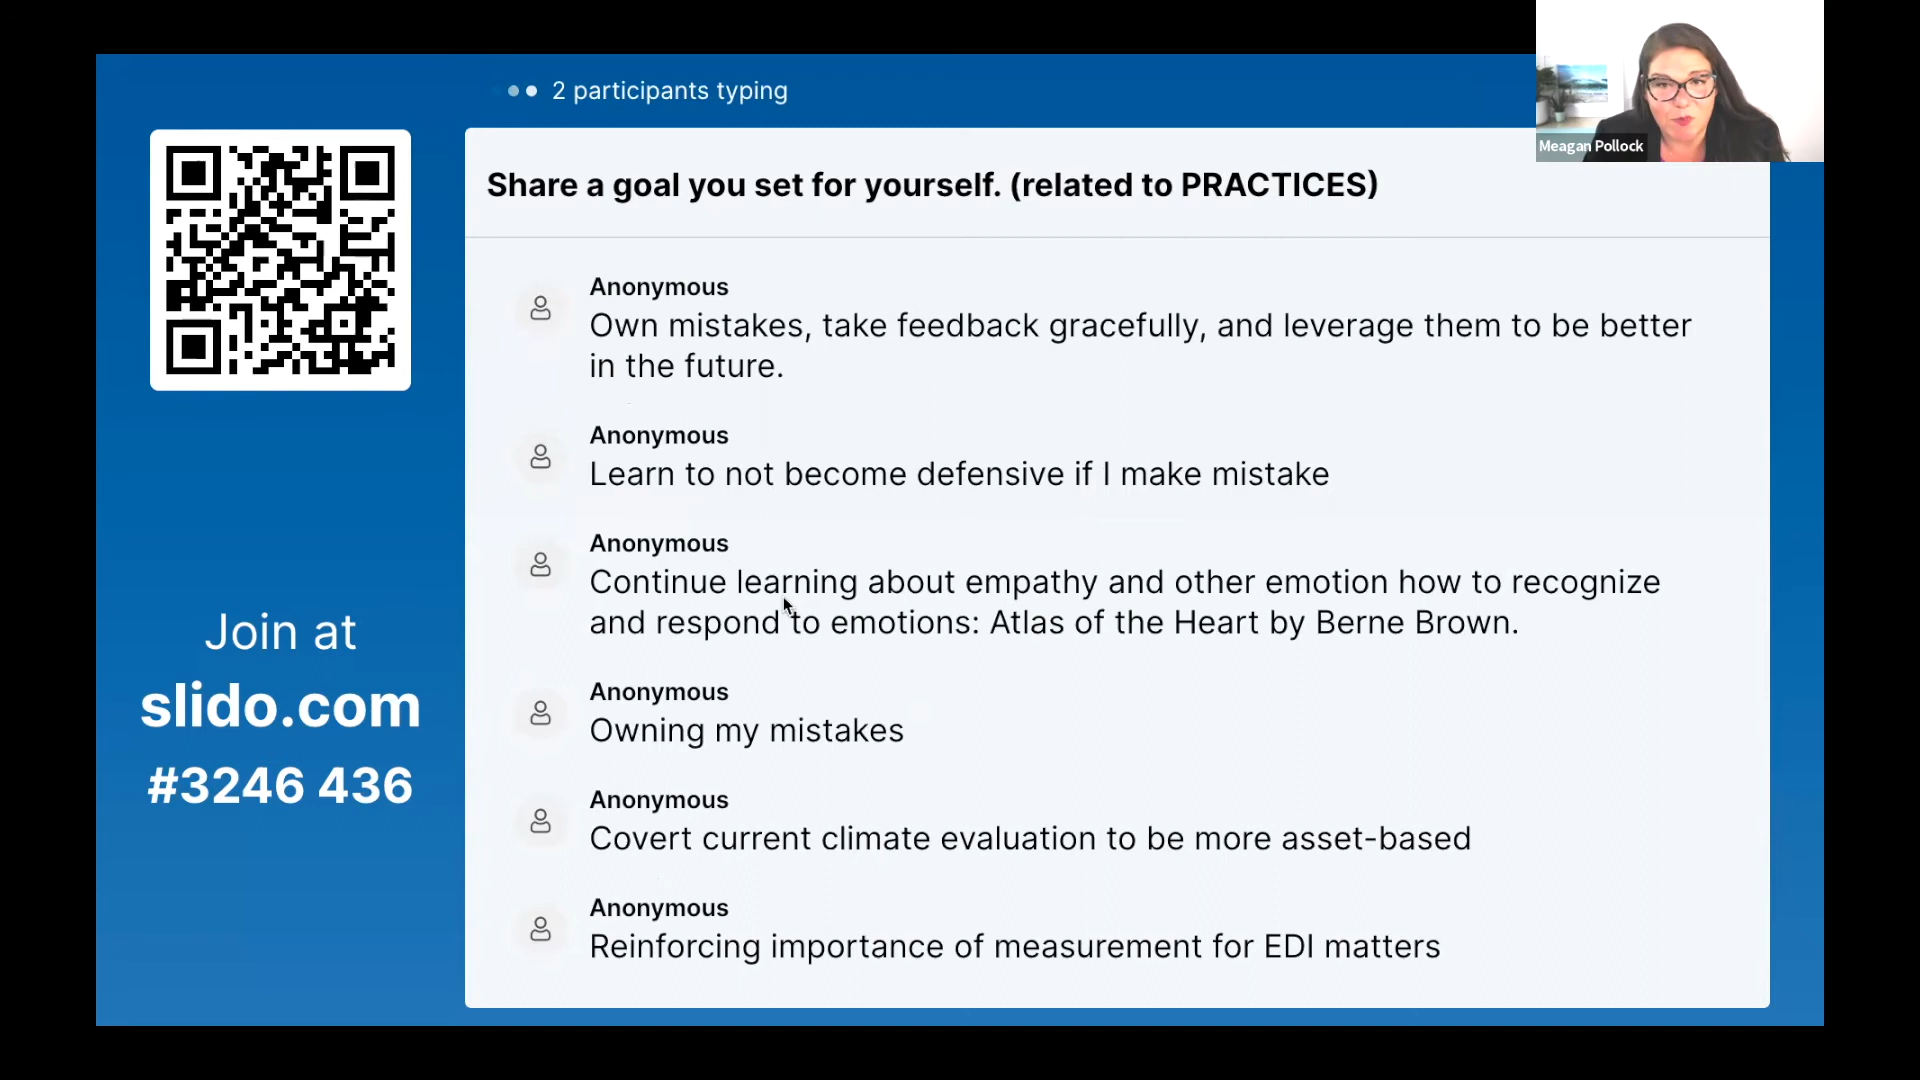 2 participants typing
Meagan Pollock
Share a goal you set for yourself. (related to PRACTICES)
Anonymous
Own mistakes, take feedback gracefully, and leverage them to be better
in the future.
Anonymous
Learn to not become defensive if I make mistake
Anonymous
Continue learning about empathy and other emotion how to recognize
and respond to emotions: Atlas of the Heart by Berne Brown.
Anonymous
Owning my mistakes
Anonymous
Covert current climate evaluation to be more asset-based
Anonymous
Reinforcing importance of measurement for EDI matters
Join at
slido.com
#3246 436